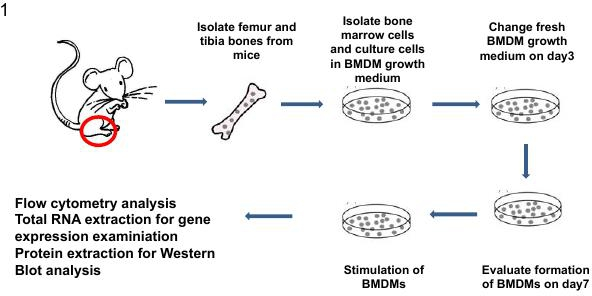 1
Isolate femur and
tibia bones from
mice
Isolate bone
marrow cells
and culture cells
in BMDM growth
medium
Change fresh
BMDM growth
medium on day3
Evaluate formation
of BMDMs on day7
Stimulation of
BMDMs
Flow cytometry analysis
Total RNA extraction for gene
expression examiniation
Protein extraction for Western
Blot analysis